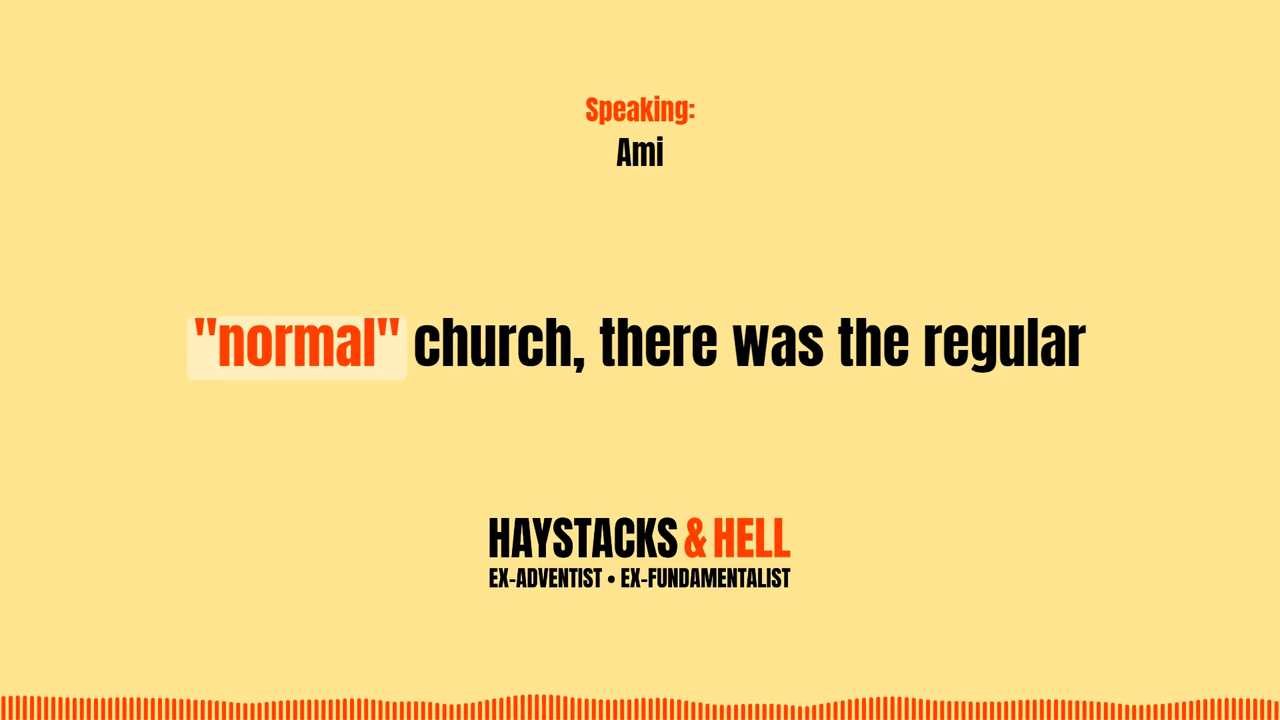 Speaking:
Ami
"normal" church, there was the regular
HAYSTACKS & HELL
EX-ADVENTIST • EX-FUNDAMENTALIST